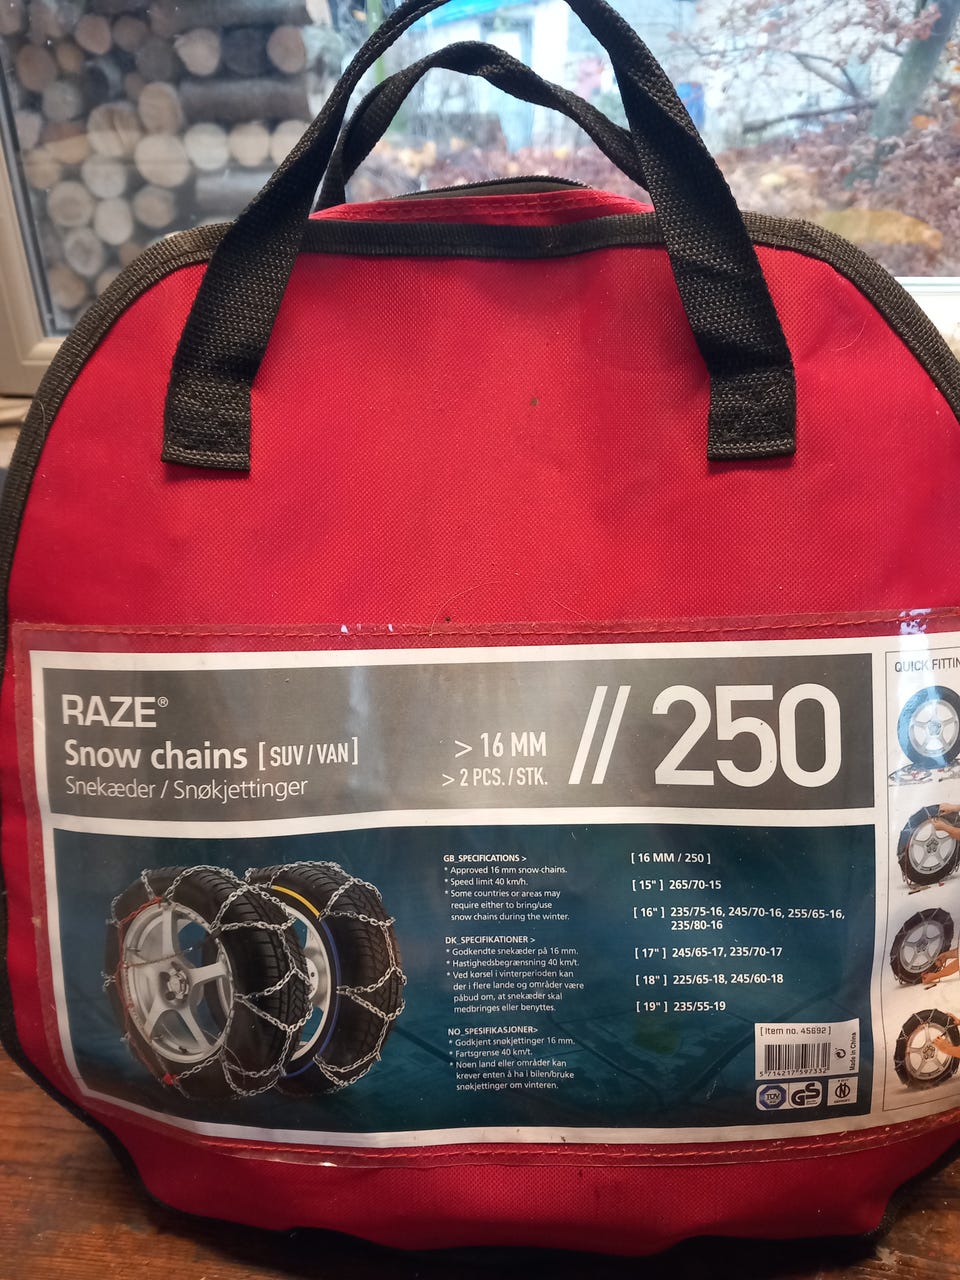 RAZE®
Snow chains [ SUV / VAN ]
Snekæder / Snøkjettinger
> 16 MM
> 2 PCS. / STK.
// 250
QUICK FITTIN
GB_SPECIFICATIONS >
* Approved 16 mm snow-chains.
* Speed limit 40 km/h.
* Some countries or areas may
require either to bring/use
snow chains during the winter.
DK_SPECIFIKATIONER >
* Godkendte snekæder på 16 mm.
* Hastighedsbegrænsning 40 km/t.
* Ved kørsel i vinterperioden kan
der i flere lande og områder være
påbud om, at snekæder skal
medbringes eller benyttes.
NO_SPESIFIKASJONER>
* Godkjent snøkjettinger 16 mm.
* Fartsgrense 40 km/t.
* Noen land eller områder kan
krever enten å ha i bilen/bruke
snøkjettinger om vinteren.
[ 16 MM / 250 ]
[ 15" ] 265/70-15
[ 16" ] 235/75-16, 245/70-16, 255/65-16,
235/80-16
[ 17" ] 245/65-17, 235/70-17
[ 18" ] 225/65-18, 245/60-18
[ 19" ] 235/55-19
[ Item no. 45692 ]
5 714217 597332
Made in China
TÜV
GS